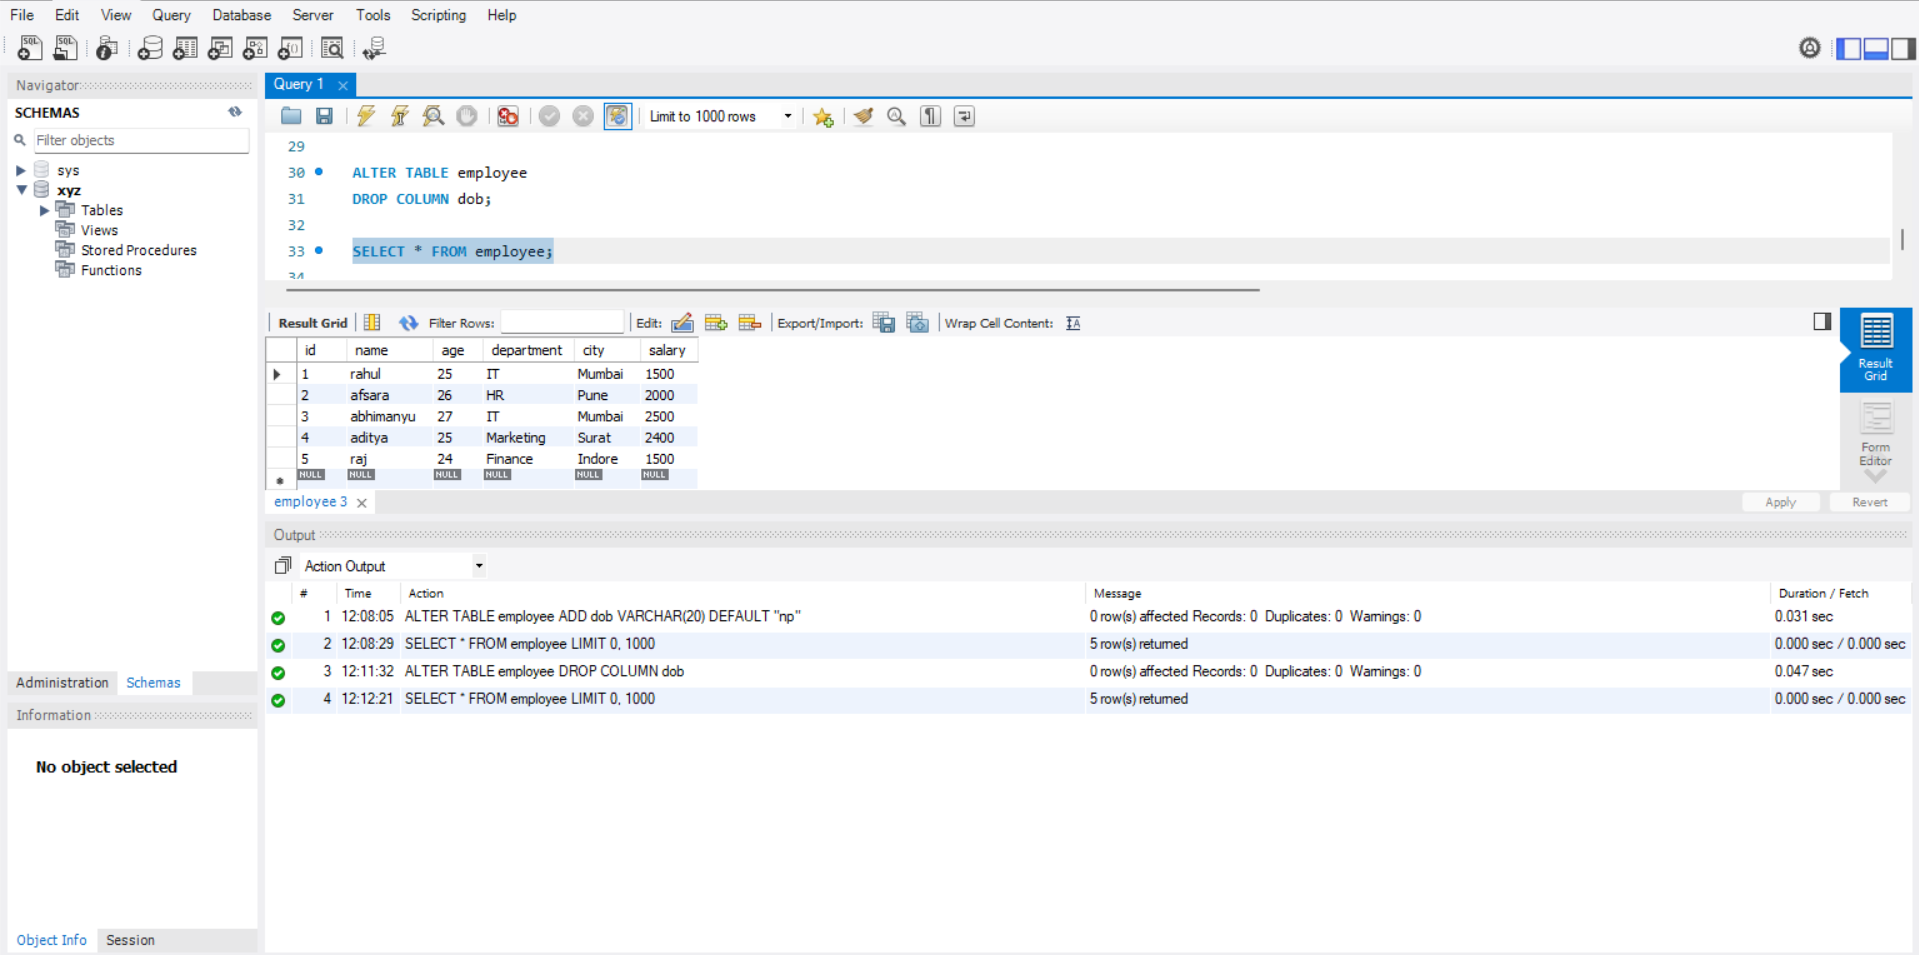 File Edit View Query Database Server Tools Scripting Help
Navigator
SCHEMAS
Filter objects
sys
xyz
Tables
Views
Stored Procedures
Functions
Administration Schemas
Information
No object selected
Object Info Session
Query 1
Limit to 1000 rows
29
30 ALTER TABLE employee
31 DROP COLUMN dob;
32
33 SELECT * FROM employee;
34
Result Grid Filter Rows: Edit: Export/Import: Wrap Cell Content:
id name age department city salary
1 rahul 25 IT Mumbai 1500
2 afsara 26 HR Pune 2000
3 abhimanyu 27 IT Mumbai 2500
4 aditya 25 Marketing Surat 2400
5 raj 24 Finance Indore 1500
NULL NULL NULL NULL NULL NULL
Result
Grid
Form
Editor
employee 3
Apply Revert
Output
Action Output
# Time Action Message Duration / Fetch
1 12:08:05 ALTER TABLE employee ADD dob VARCHAR(20) DEFAULT "np" 0 row(s) affected Records: 0 Duplicates: 0 Warnings: 0 0.031 sec
2 12:08:29 SELECT * FROM employee LIMIT 0, 1000 5 row(s) returned 0.000 sec / 0.000 sec
3 12:11:32 ALTER TABLE employee DROP COLUMN dob 0 row(s) affected Records: 0 Duplicates: 0 Warnings: 0 0.047 sec
4 12:12:21 SELECT * FROM employee LIMIT 0, 1000 5 row(s) returned 0.000 sec / 0.000 sec